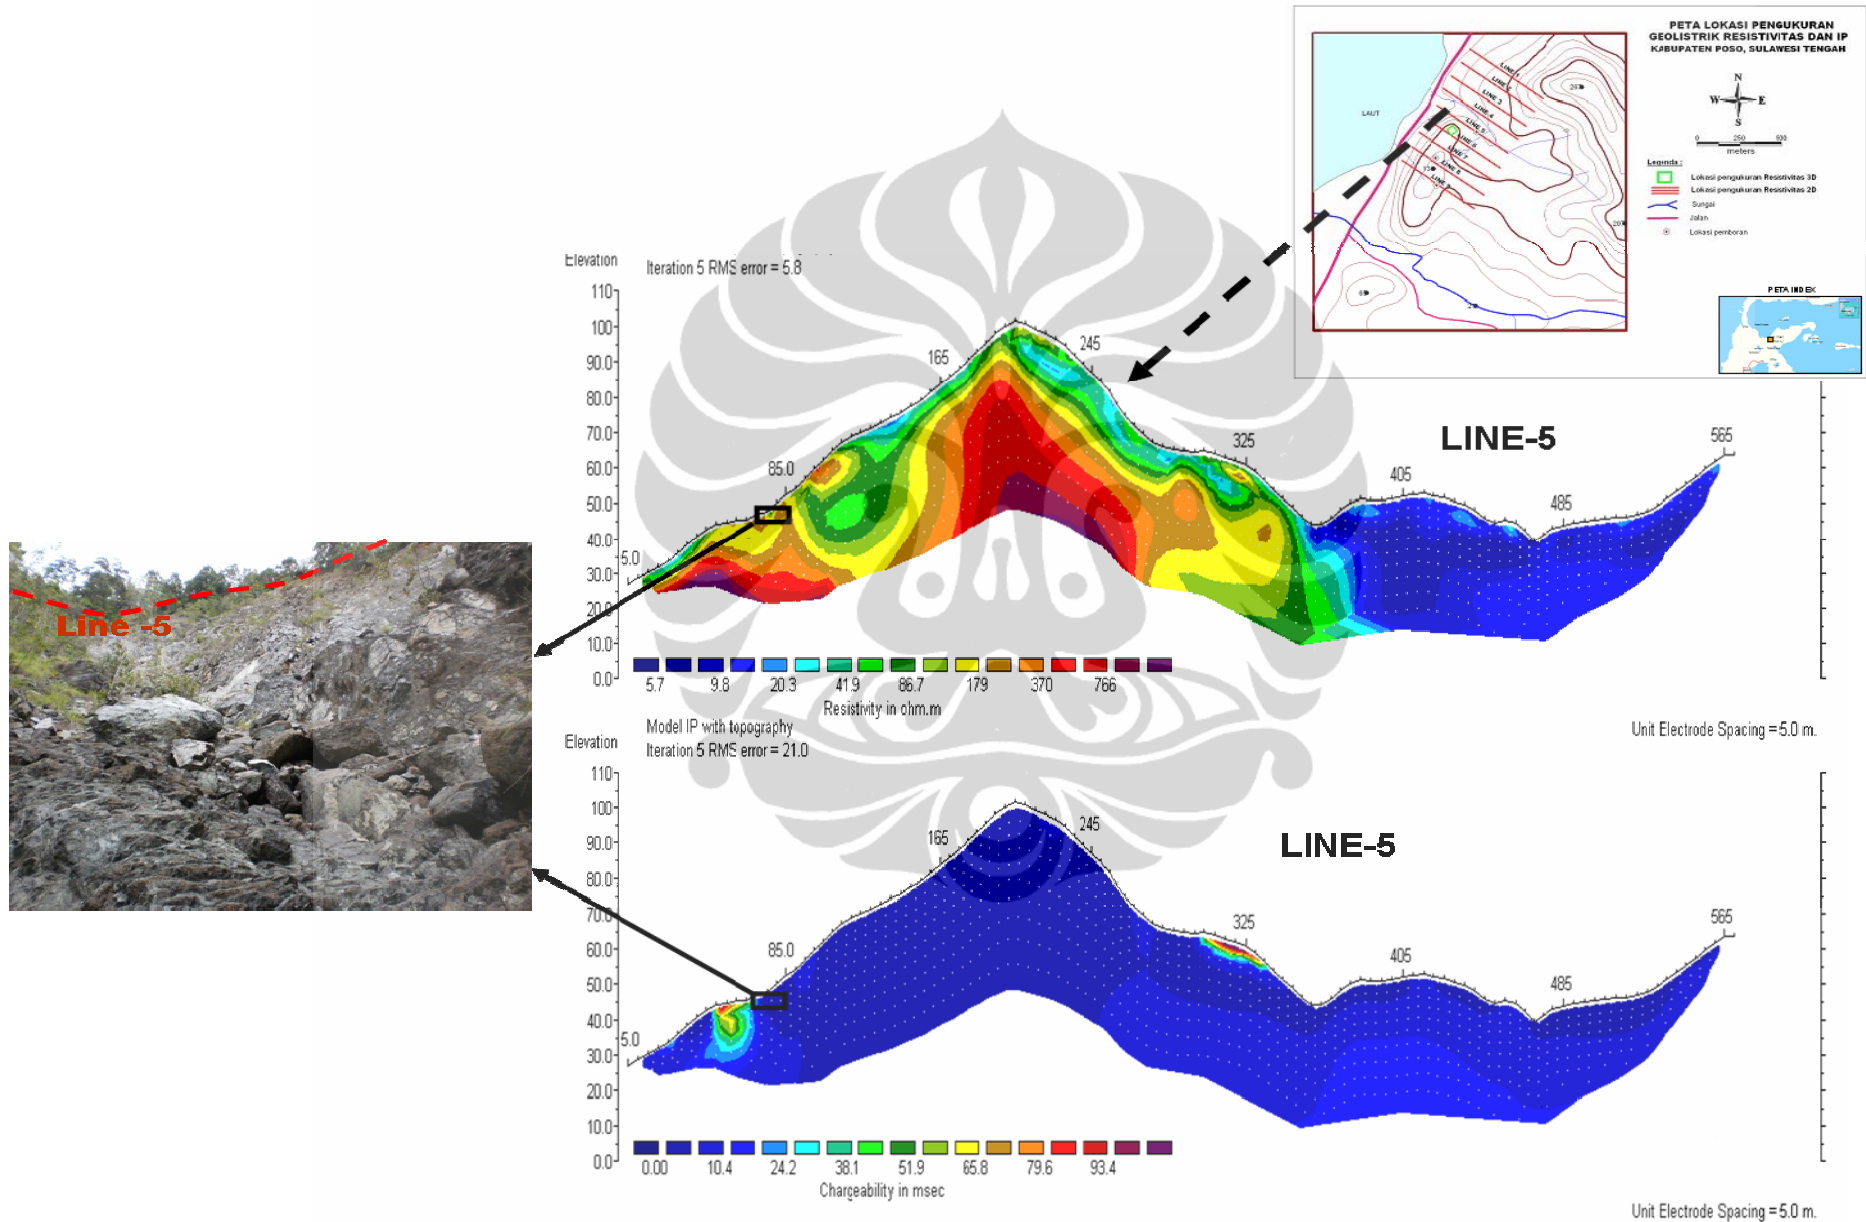 PETA LOKASI PENGUKURAN
GEOLISTRIK RESISTIVITAS DAN IP
KABUPATEN POSO, SULAWESI TENGAH
N
W E
S
0 250 500
meters
Legenda :
Lokasi pengukuran Resistivitas 3D
Lokasi pengukuran Resistivitas 2D
Sungai
Jalan
Lokasi pemboran
PETA INDEX
LAUT
LINE 1
LINE 2
LINE 3
LINE 4
LINE 5
LINE 6
LINE 7
LINE 8
Elevation
Iteration 5 RMS error = 5.8
110
100
90.0
80.0
70.0
60.0
50.0
40.0
30.0
20.0
10.0
0.0
5.0
85.0
165
245
325
405
485
565
LINE-5
5.7 9.8 20.3 41.9 86.7 179 370 766
Resistivity in ohm.m
Unit Electrode Spacing = 5.0 m.
Line -5
Model IP with topography
Elevation
Iteration 5 RMS error = 21.0
110
100
90.0
80.0
70.0
60.0
50.0
40.0
30.0
20.0
10.0
0.0
5.0
85.0
165
245
325
405
485
565
LINE-5
0.00 10.4 24.2 38.1 51.9 65.8 79.6 93.4
Chargeability in msec
Unit Electrode Spacing = 5.0 m.